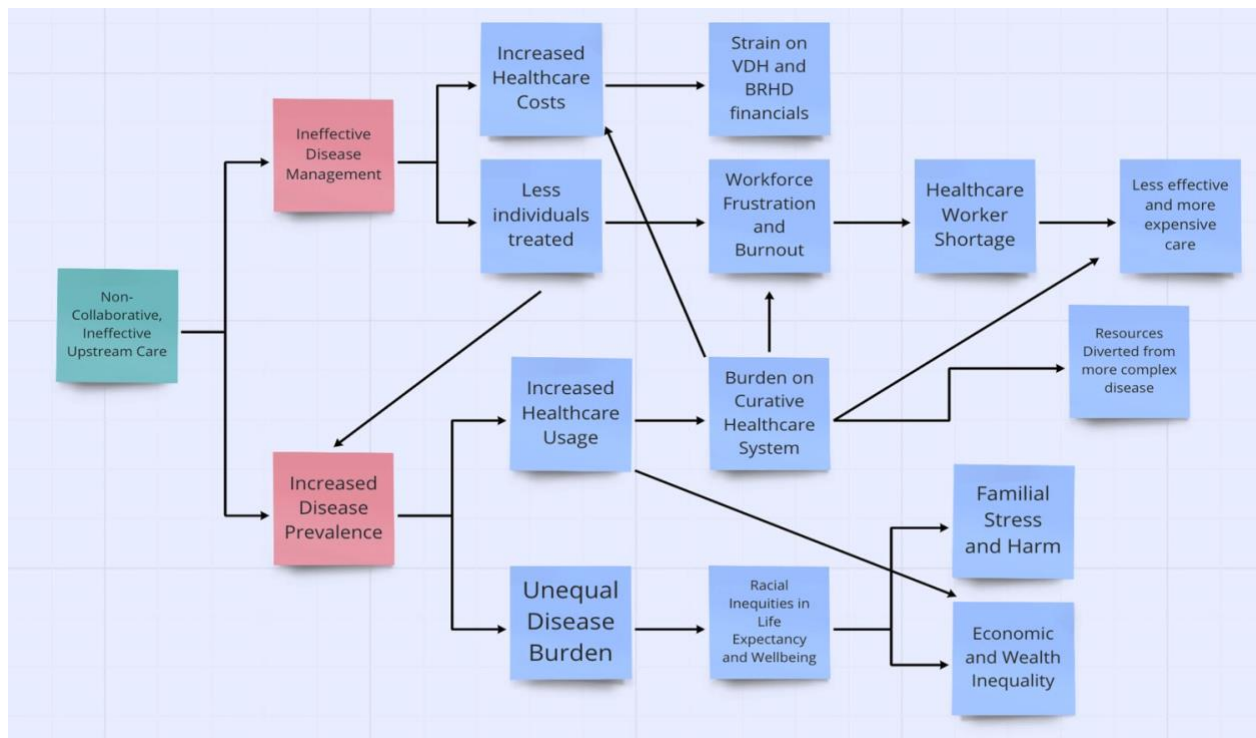 Increased
Healthcare
Costs
Strain on
VDH and
BRHD
financials
Ineffective
Disease
Management
Less
individuals
treated
Workforce
Frustration
and
Burnout
Healthcare
Worker
Shortage
Less effective
and more
expensive
care
Non-
Collaborative,
Ineffective
Upstream Care
Resources
Diverted from
more complex
disease
Increased
Healthcare
Usage
Burden on
Curative
Healthcare
System
Increased
Disease
Prevalence
Familial
Stress
and Harm
Unequal
Disease
Burden
Racial
Inequities in
Life
Expectancy
and Wellbeing
Economic
and Wealth
Inequality